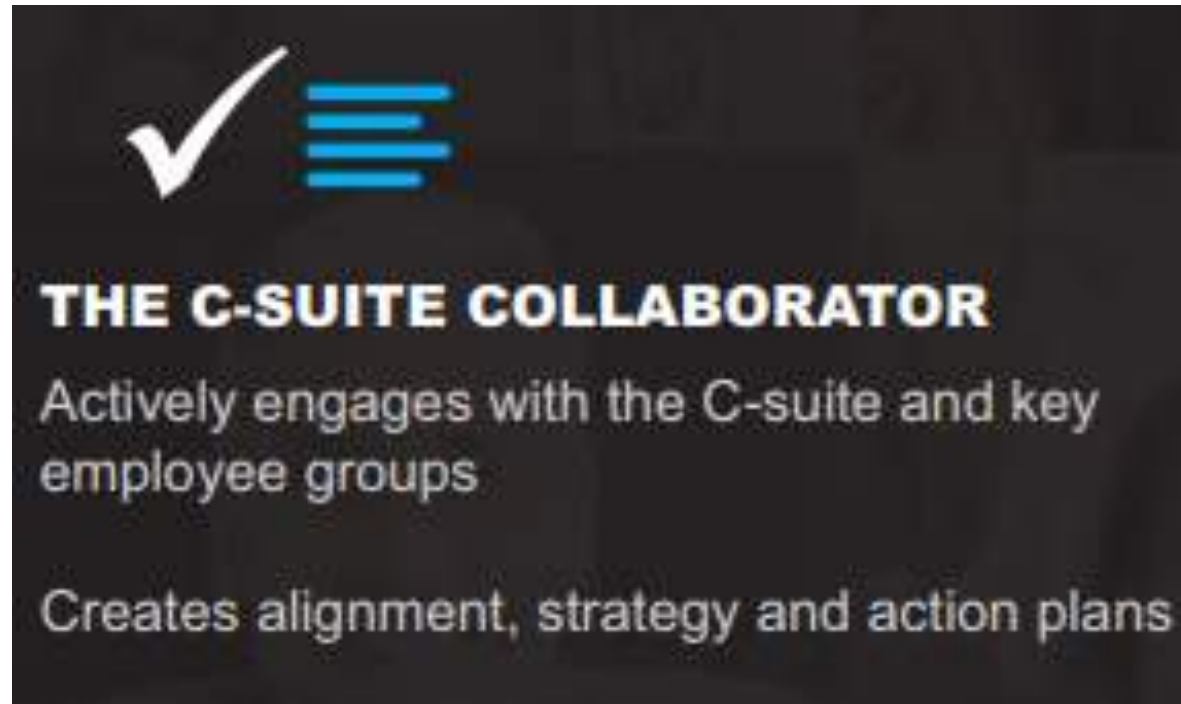 THE C-SUITE COLLABORATOR
Actively engages with the C-suite and key
employee groups
Creates alignment, strategy and action plans